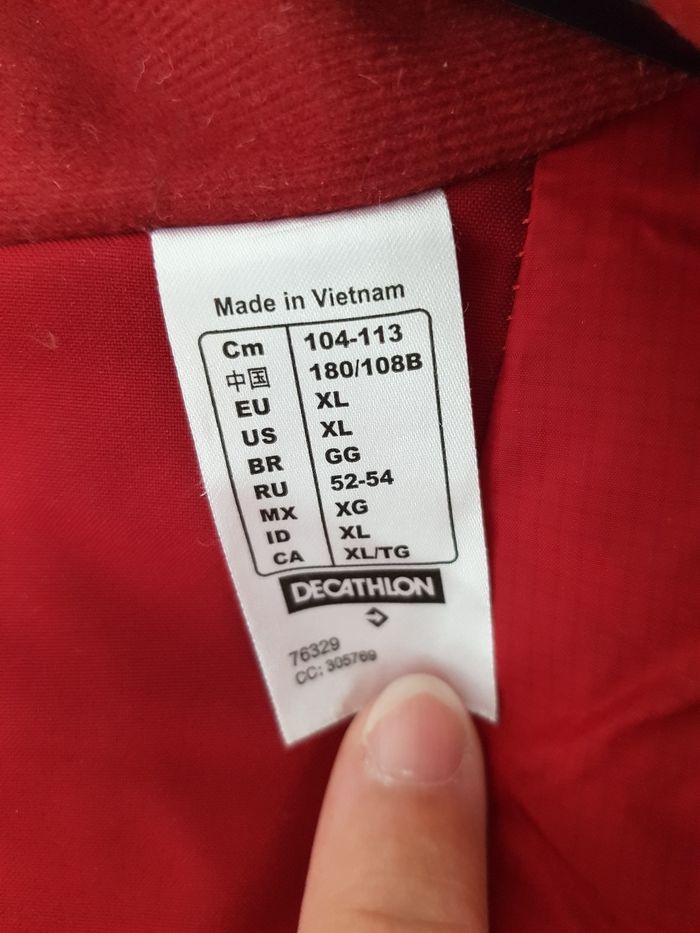 Made in Vietnam
Cm 104-113
中国 180/108B
EU XL
US XL
BR GG
RU 52-54
MX XG
ID XL
CA XL/TG
DECATHLON
76329
CC: 305769